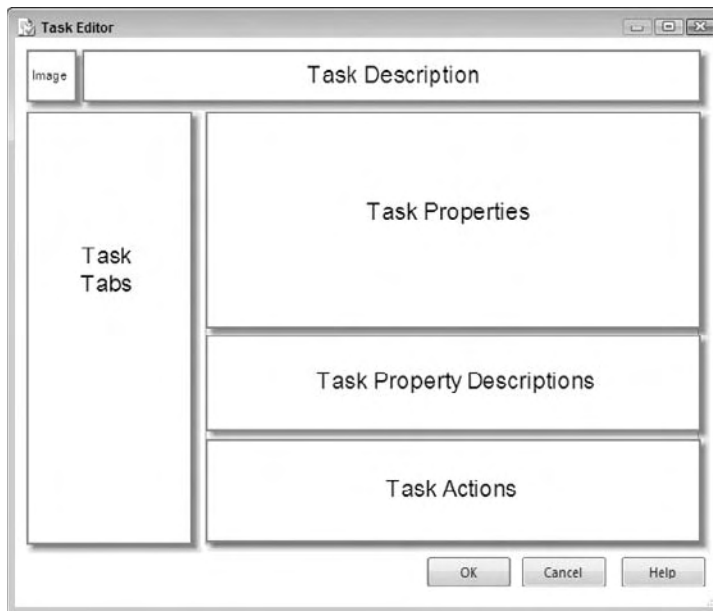 Task Editor
Image
Task Description
Task
Tabs
Task Properties
Task Property Descriptions
Task Actions
OK
Cancel
Help